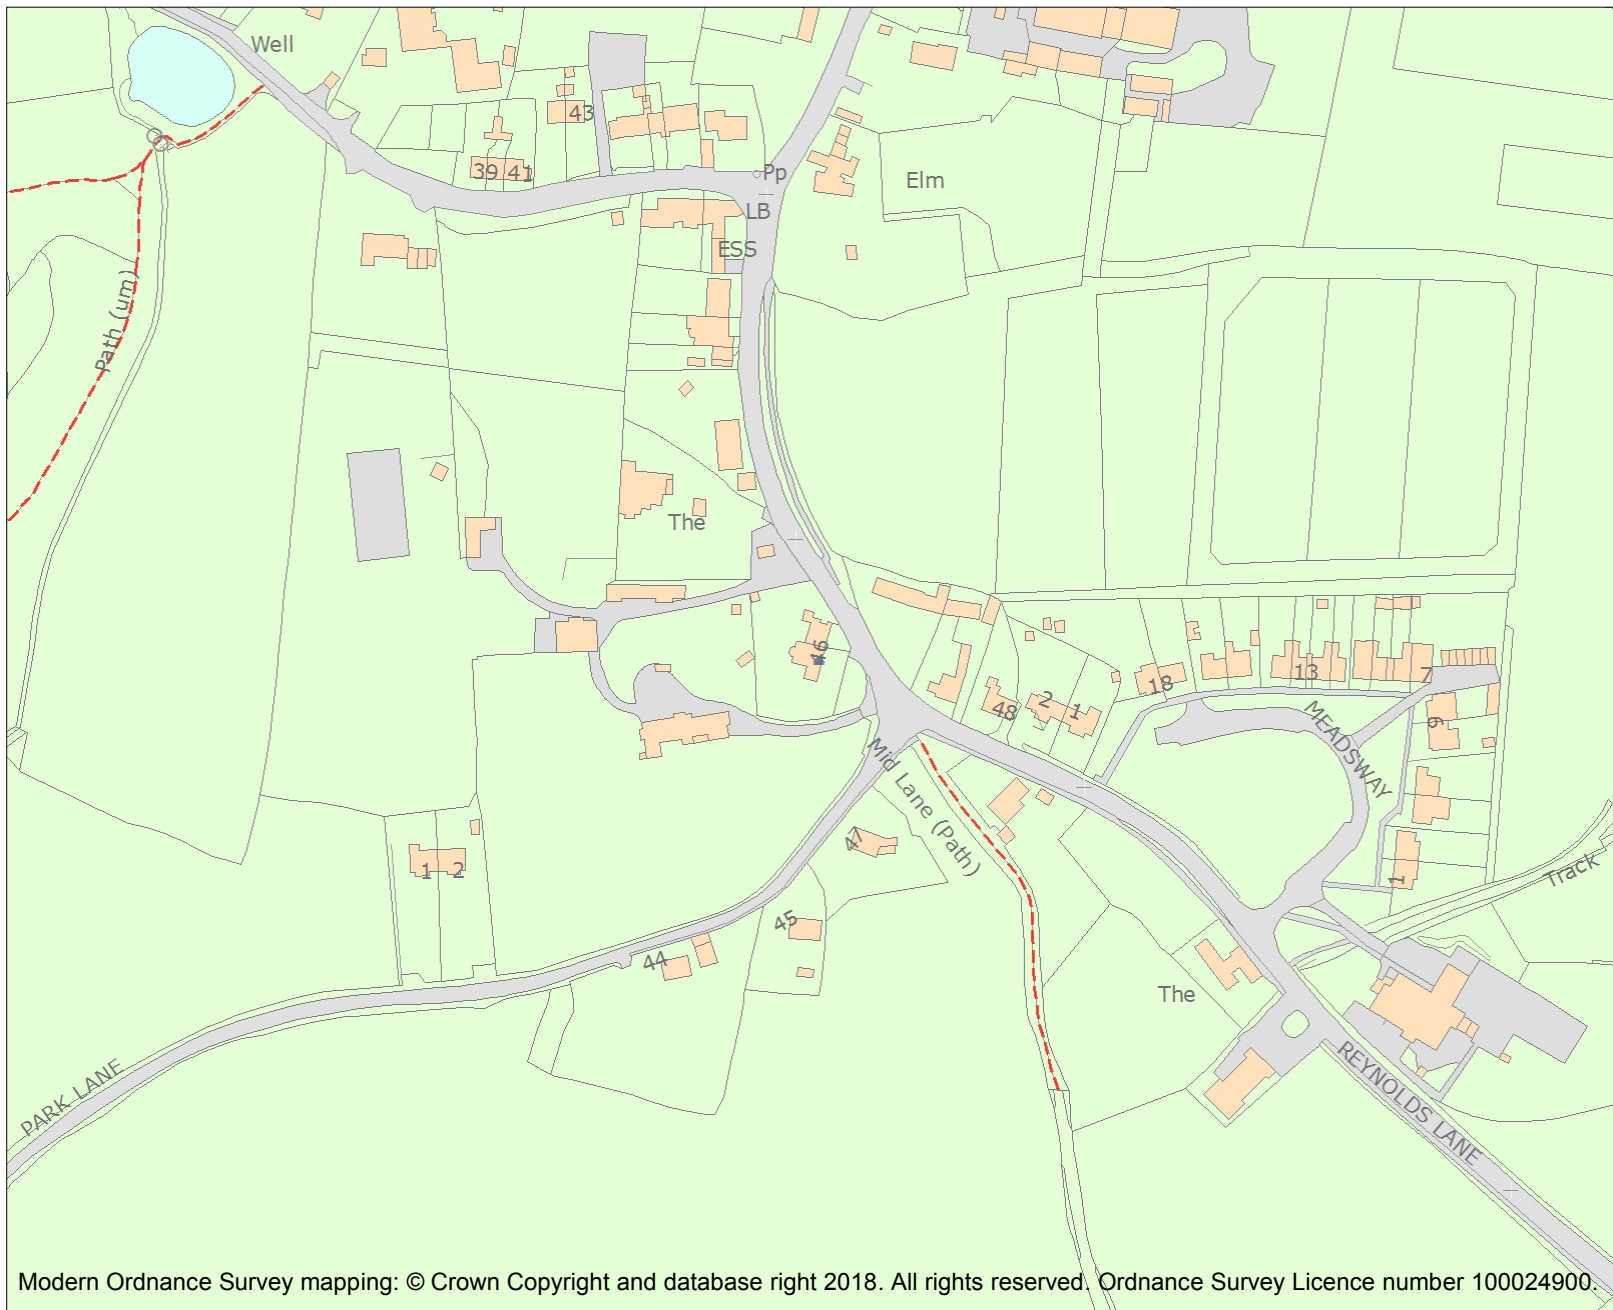 Well
43
39 41
Pp
LB
Elm
ESS
Path (um)
The
46
48
2
1
18
13
7
6
MEADSWAY
Mid Lane (Path)
47
1
2
1
Track
45
44
The
PARK LANE
REYNOLDS LANE
Modern Ordnance Survey mapping: © Crown Copyright and database right 2018. All rights reserved. Ordnance Survey Licence number 100024900.